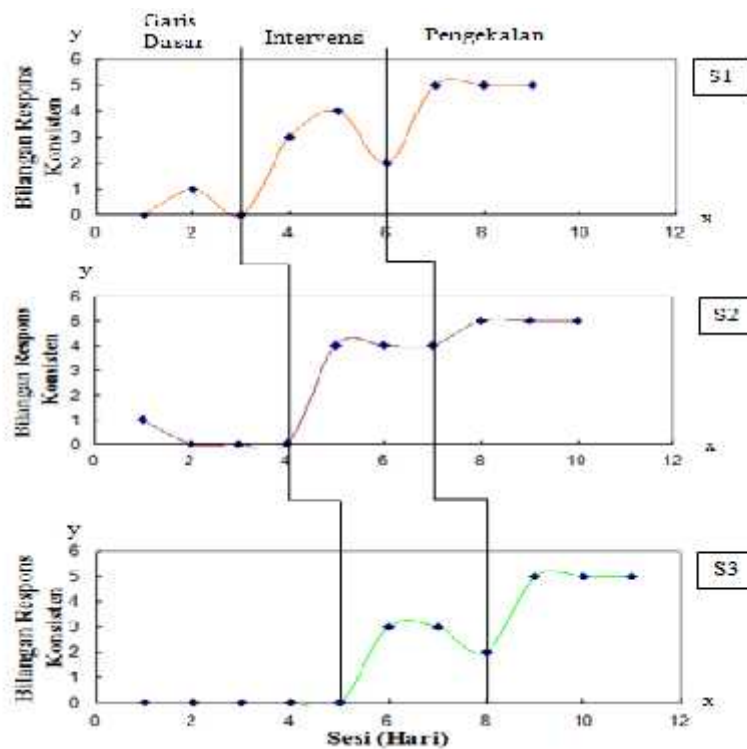 Garis
Dasar
Intervensi
Pengekalan
y
Bilangan Respons
Konsisten
6
5
4
3
2
1
0
0 2 4 6 8 10 12
x
S1
y
Bilangan Respons
Konsisten
6
5
4
3
2
1
0
0 2 4 6 8 10 12
x
S2
y
Bilangan Respons
Konsisten
6
5
4
3
2
1
0
0 2 4 6 8 10 12
x
S3
Sesi (Hari)